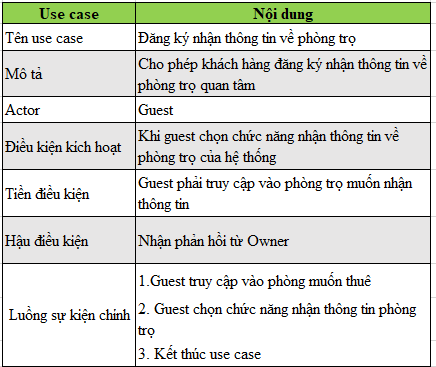 Use case
Nội dung
Tên use case
Đăng ký nhận thông tin về phòng trọ
Mô tả
Cho phép khách hàng đăng ký nhận thông tin về
phòng trọ quan tâm
Actor
Guest
Điều kiện kich hoạt
Khi guest chọn chức năng nhận thông tin về
phòng trọ của hệ thống
Tiền điều kiện
Guest phải truy cập vào phòng trọ muốn nhận
thông tin
Hậu điều kiện
Nhận phản hồi từ Owner
Luồng sự kiện chính
1.Guest truy cập vào phòng muốn thuê
2. Guest chọn chức năng nhận thông tin phòng
trọ
3. Kết thúc use case